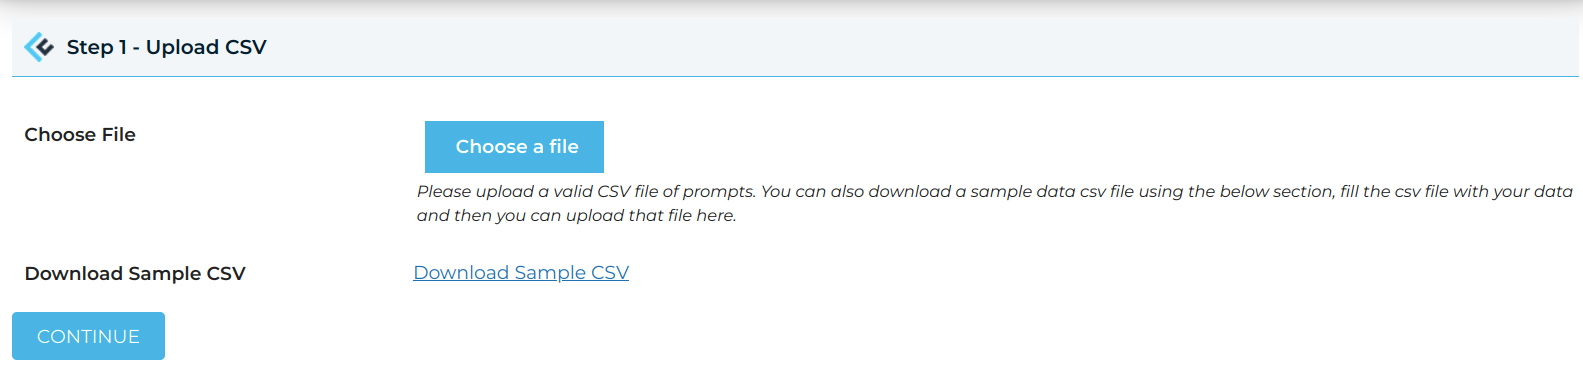 Step 1 - Upload CSV
Choose File
Choose a file
Please upload a valid CSV file of prompts. You can also download a sample data csv file using the below section, fill the csv file with your data
and then you can upload that file here.
Download Sample CSV
Download Sample CSV
CONTINUE